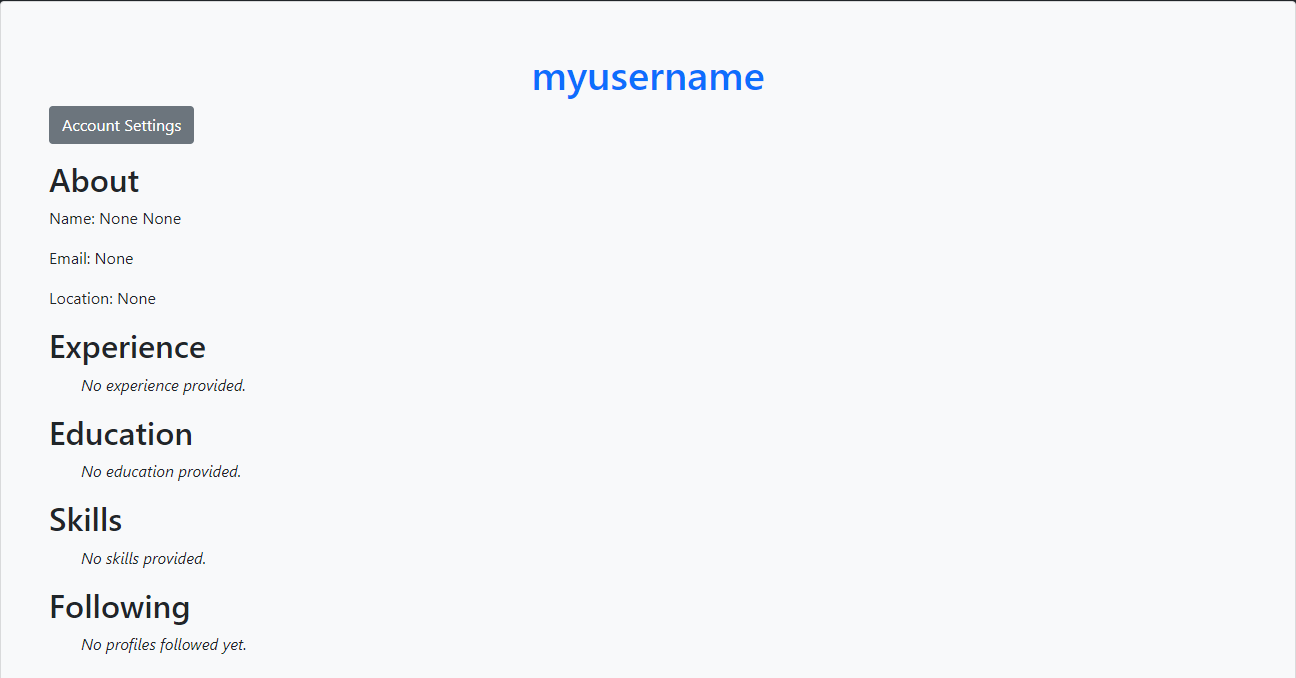 myusername
Account Settings
About
Name: None None
Email: None
Location: None
Experience
No experience provided.
Education
No education provided.
Skills
No skills provided.
Following
No profiles followed yet.